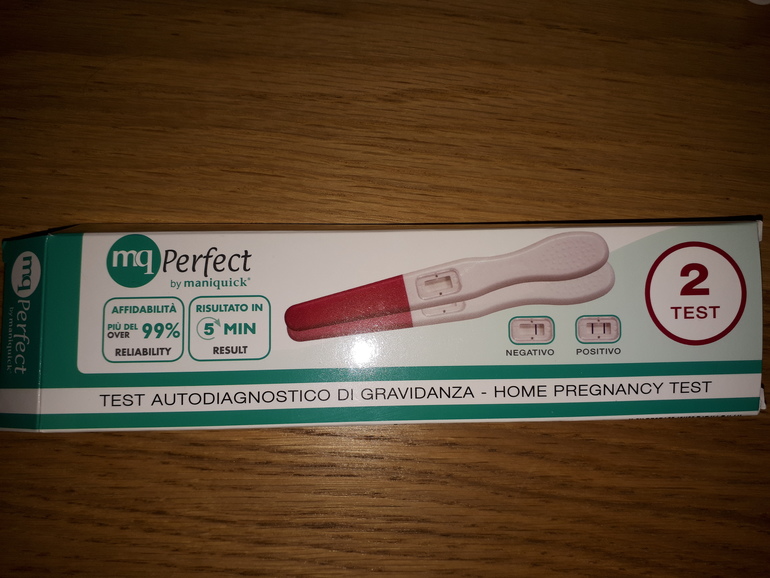 mq Perfect
by maniquick®
AFFIDABILITÀ
PIÙ DEL
OVER
99%
RELIABILITY
RISULTATO IN
5' MIN
RESULT
2
TEST
NEGATIVO
POSITIVO
TEST AUTODIAGNOSTICO DI GRAVIDANZA - HOME PREGNANCY TEST
mq Perfect
by maniquick